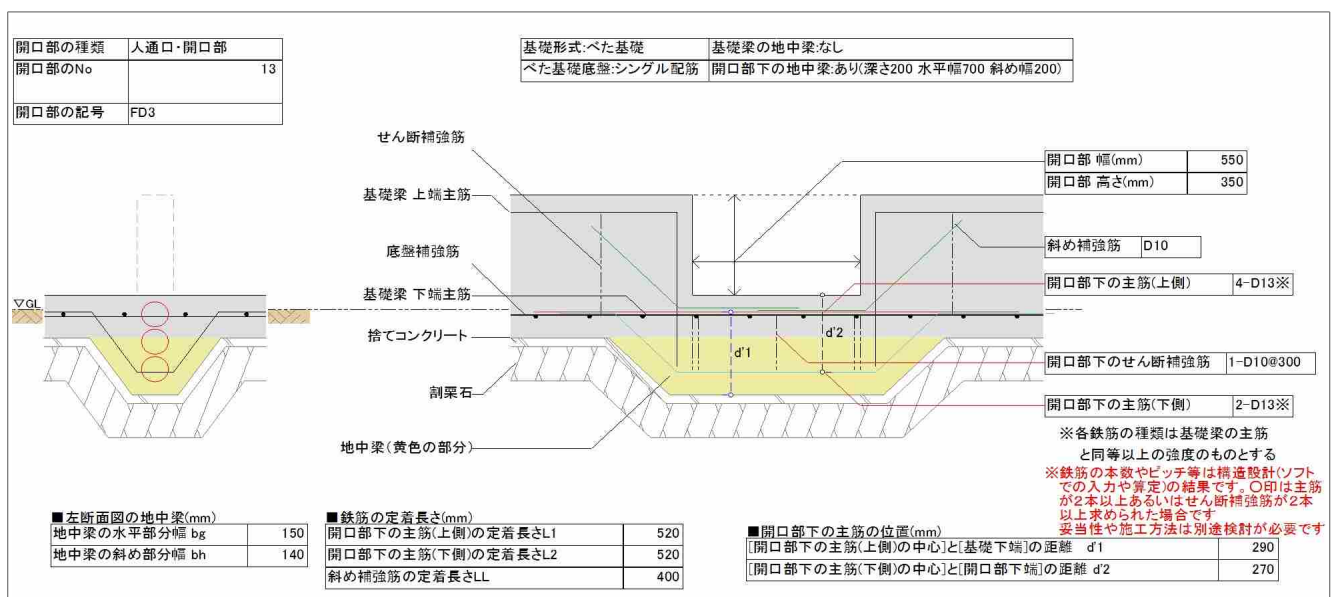 開口部の種類 人通口・開口部
開口部のNo 13
開口部の記号 FD3
基礎形式:べた基礎 基礎梁の地中梁:なし
べた基礎底盤:シングル配筋 開口部下の地中梁:あり(深さ200 水平幅700 斜め幅200)
せん断補強筋
基礎梁 上端主筋
底盤補強筋
基礎梁 下端主筋
捨てコンクリート
割栗石
地中梁(黄色の部分)
▽GL
d'1
d'2
開口部 幅(mm) 550
開口部 高さ(mm) 350
斜め補強筋 D10
開口部下の主筋(上側) 4-D13※
開口部下のせん断補強筋 1-D10@300
開口部下の主筋(下側) 2-D13※
※各鉄筋の種類は基礎梁の主筋
と同等以上の強度のものとする
※鉄筋の本数やピッチ等は構造設計(ソフト
での入力や算定)の結果です。〇印は主筋
が2本以上あるいはせん断補強筋が2本
以上求められた場合です
妥当性や施工方法は別途検討が必要です
■左断面図の地中梁(mm)
地中梁の水平部分幅 bg 150
地中梁の斜め部分幅 bh 140
■鉄筋の定着長さ(mm)
開口部下の主筋(上側)の定着長さL1 520
開口部下の主筋(下側)の定着長さL2 520
斜め補強筋の定着長さLL 400
■開口部下の主筋の位置(mm)
[開口部下の主筋(上側)の中心]と[基礎下端]の距離 d'1 290
[開口部下の主筋(下側)の中心]と[開口部下端]の距離 d'2 270